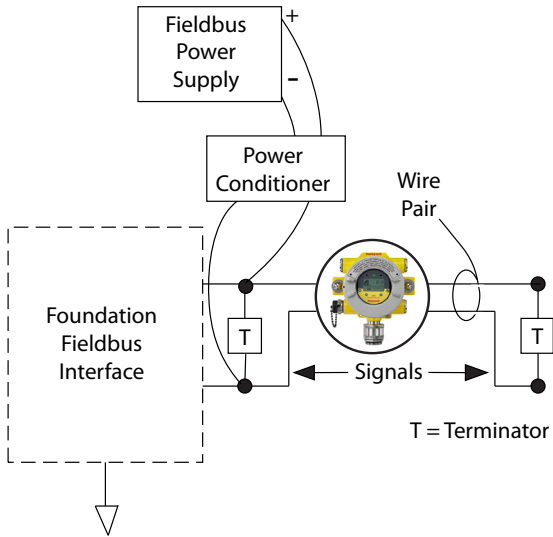 Fieldbus
Power
Supply
+
–
Power
Conditioner
Wire
Pair
Foundation
Fieldbus
Interface
T
T
Signals
T = Terminator